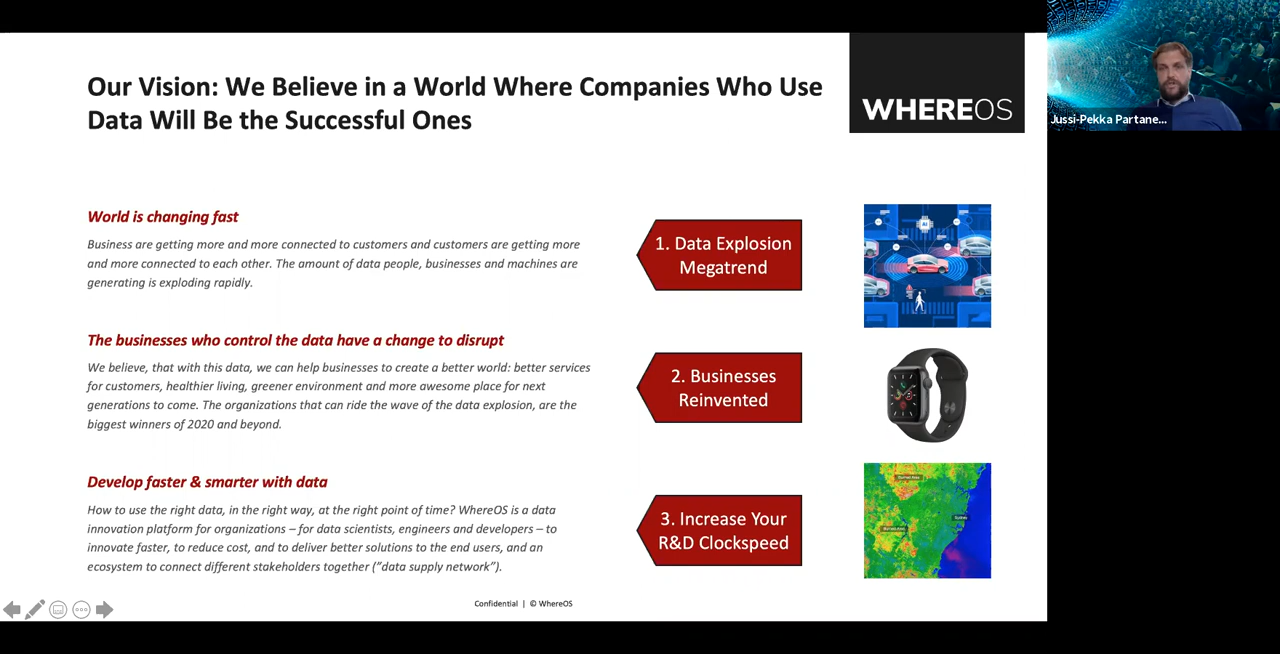 Our Vision: We Believe in a World Where Companies Who Use
Data Will Be the Successful Ones
WHEREOS
Jussi-Pekka Partane...
World is changing fast
Business are getting more and more connected to customers and customers are getting more
and more connected to each other. The amount of data people, businesses and machines are
generating is exploding rapidly.
1. Data Explosion
Megatrend
AI
The businesses who control the data have a change to disrupt
We believe, that with this data, we can help businesses to create a better world: better services
for customers, healthier living, greener environment and more awesome place for next
generations to come. The organizations that can ride the wave of the data explosion, are the
biggest winners of 2020 and beyond.
2. Businesses
Reinvented
Develop faster & smarter with data
How to use the right data, in the right way, at the right point of time? WhereOS is a data
innovation platform for organizations – for data scientists, engineers and developers – to
innovate faster, to reduce cost, and to deliver better solutions to the end users, and an
ecosystem to connect different stakeholders together (”data supply network”).
3. Increase Your
R&D Clockspeed
Sydney
Confidential | © WhereOS